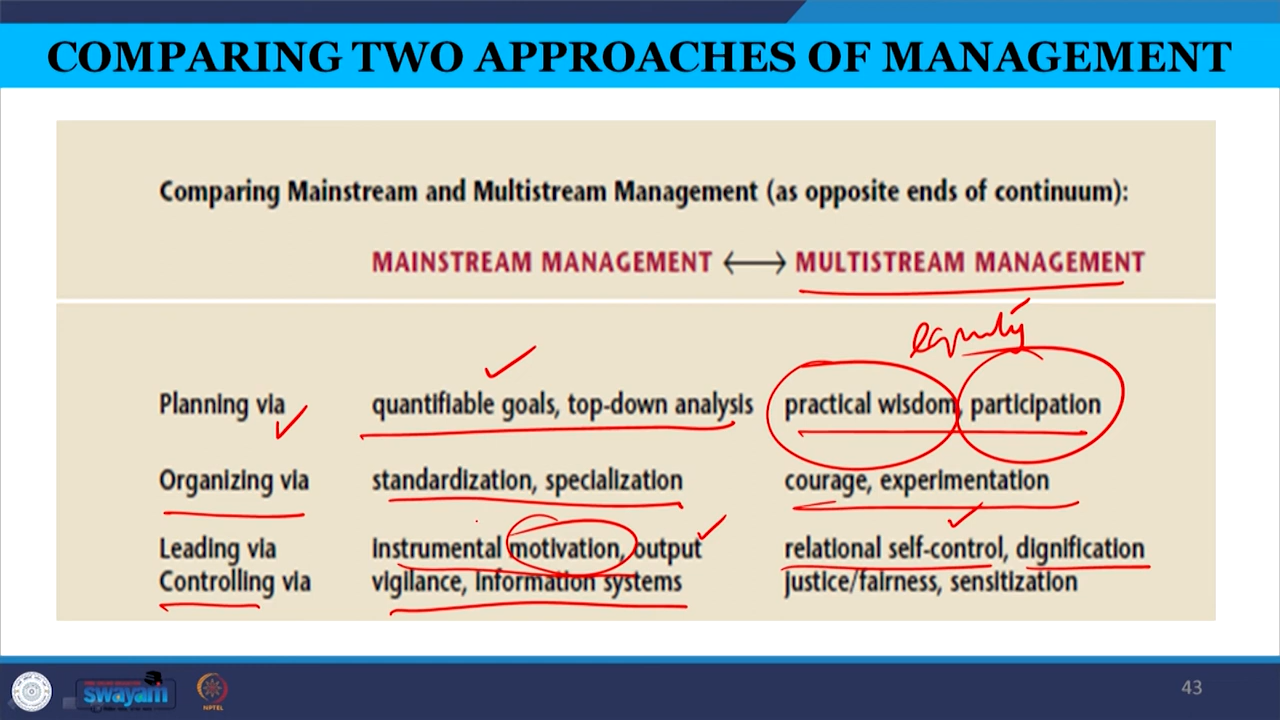 COMPARING TWO APPROACHES OF MANAGEMENT
Comparing Mainstream and Multistream Management (as opposite ends of continuum):
MAINSTREAM MANAGEMENT ⟷ MULTISTREAM MANAGEMENT
equity
Planning via quantifiable goals, top-down analysis practical wisdom, participation
Organizing via standardization, specialization courage, experimentation
Leading via instrumental motivation, output relational self-control, dignification
Controlling via vigilance, information systems justice/fairness, sensitization
swayam
NPTEL
43